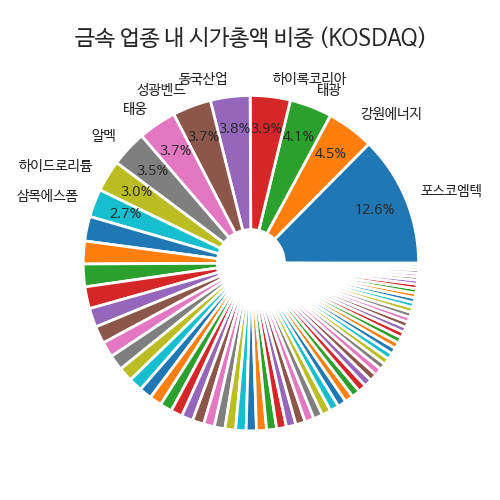 금속 업종 내 시가총액 비중 (KOSDAQ)
포스코엠텍
12.6%
강원에너지
4.5%
태광
4.1%
하이록코리아
3.9%
동국산업
3.8%
성광벤드
3.7%
태웅
3.7%
알멕
3.5%
하이드로리튬
3.0%
삼목에스폼
2.7%